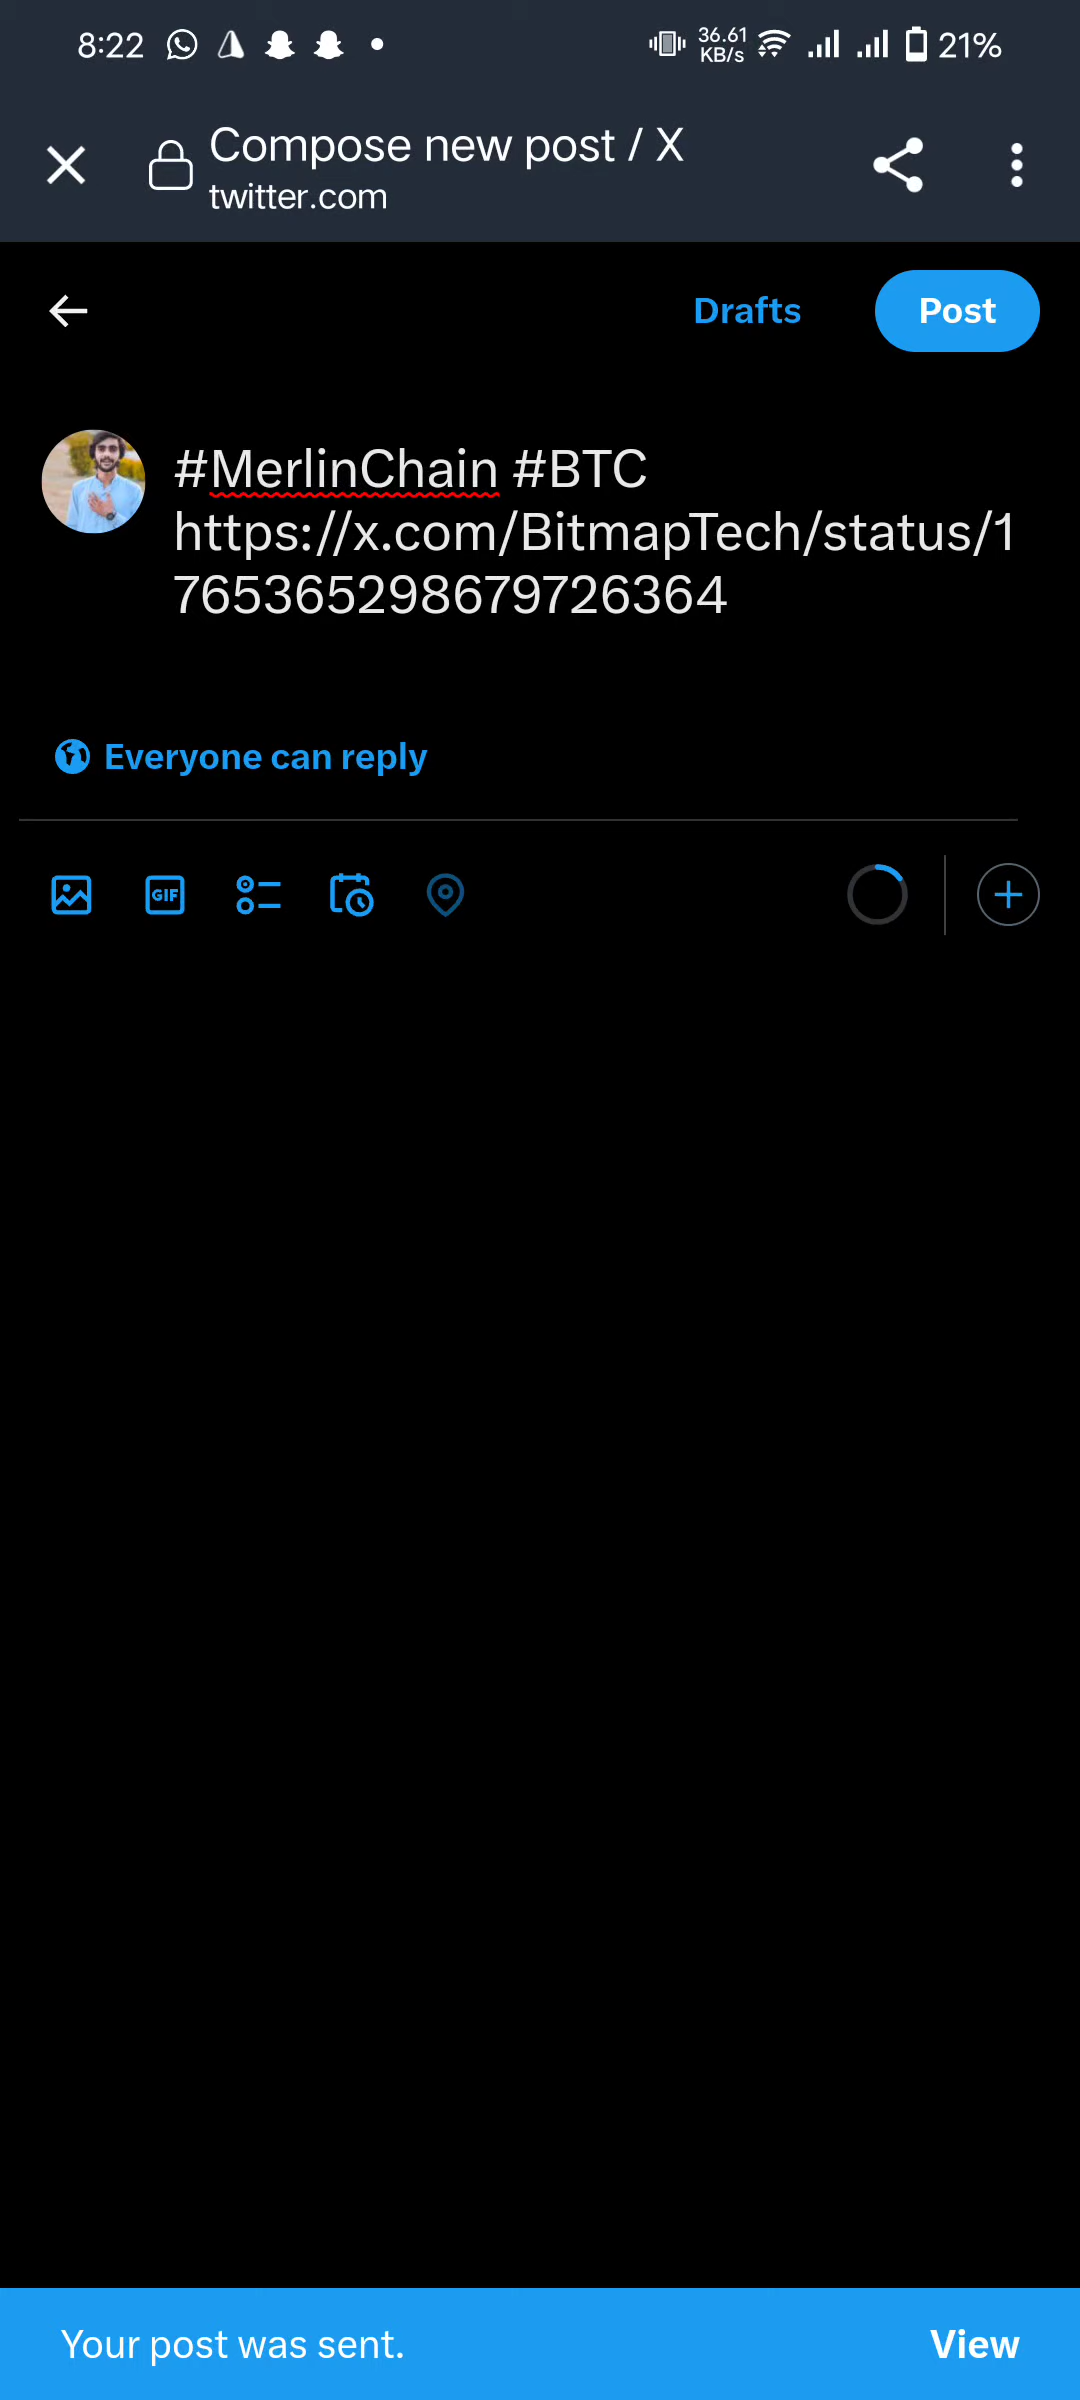 8:22
36.61
KB/s
21%
Compose new post / X
twitter.com
Drafts
Post
#MerlinChain #BTC
https://x.com/BitmapTech/status/1
765365298679726364
Everyone can reply
GIF
Your post was sent.
View